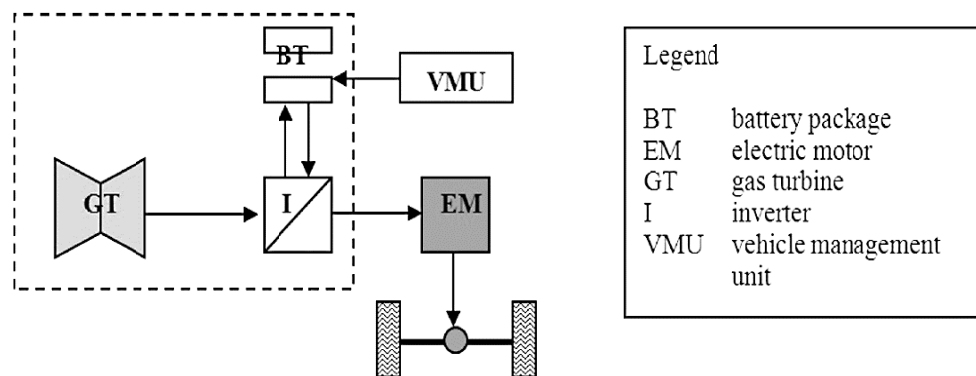 BT
VMU
GT
I
EM
Legend
BT battery package
EM electric motor
GT gas turbine
I inverter
VMU vehicle management
unit